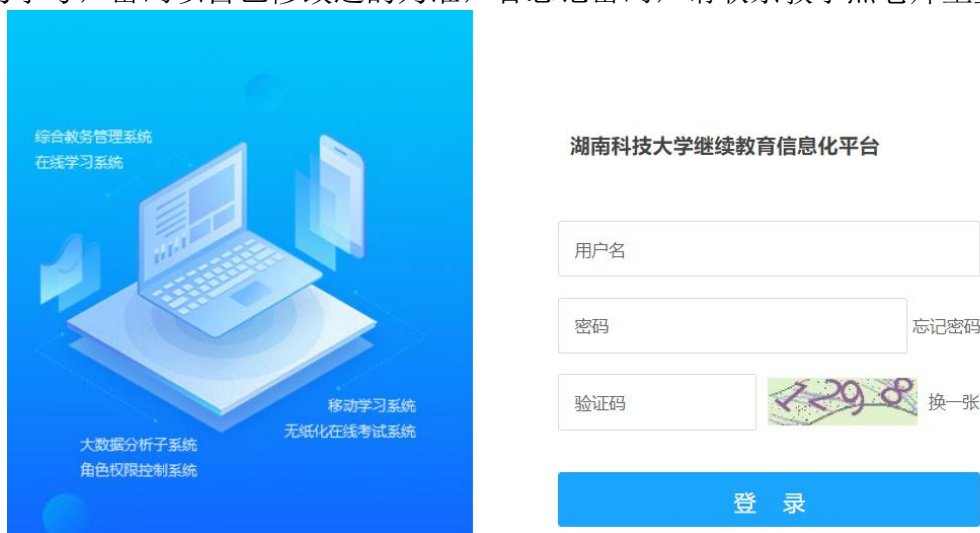 综合教务管理系统
在线学习系统
移动学习系统
无纸化在线考试系统
大数据分析子系统
角色权限控制系统
湖南科技大学继续教育信息化平台
用户名
密码
忘记密码
验证码
1298
换一张
登 录